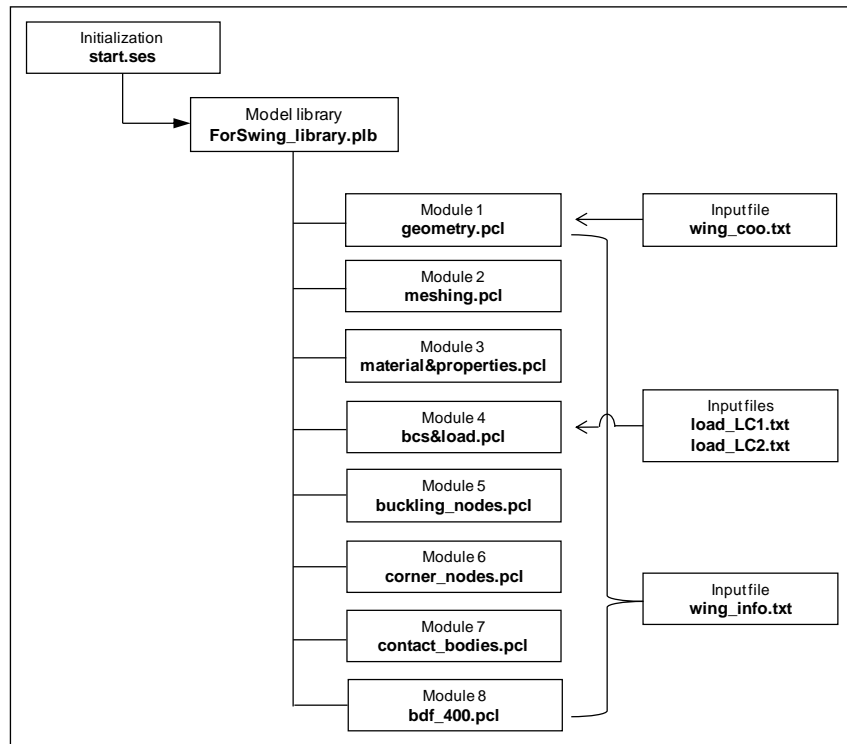 Initialization
start.ses
Model library
ForSwing_library.plb
Module 1
geometry.pcl
Input file
wing_coo.txt
Module 2
meshing.pcl
Module 3
material&properties.pcl
Module 4
bcs&load.pcl
Input files
load_LC1.txt
load_LC2.txt
Module 5
buckling_nodes.pcl
Module 6
corner_nodes.pcl
Input file
wing_info.txt
Module 7
contact_bodies.pcl
Module 8
bdf_400.pcl